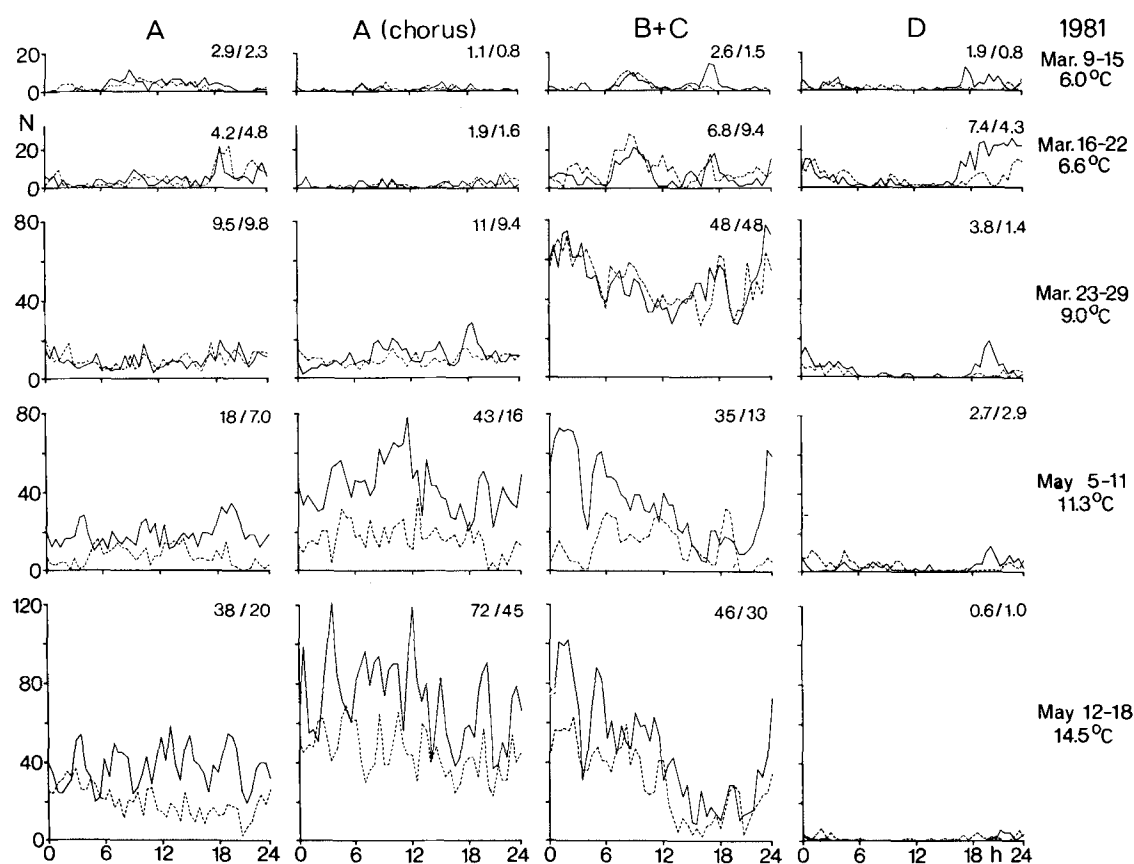 A A (chorus) B+C D 1981
20 2.9/2.3 1.1/0.8 2.6/1.5 1.9/0.8 Mar. 9-15
0 6.0°C
N 4.2/4.8 1.9/1.6 6.8/9.4 7.4/4.3 Mar. 16-22
20 6.6°C
0
80 9.5/9.8 11/9.4 48/48 3.8/1.4
40 Mar. 23-29
9.0°C
0
80 18/7.0 43/16 35/13 2.7/2.9
40 May 5-11
11.3°C
0
120 38/20 72/45 46/30 0.6/1.0
80
May 12-18
14.5°C
40
0
0 6 12 18 24 0 6 12 18 24 0 6 12 18 24 0 6 12 18 h 24